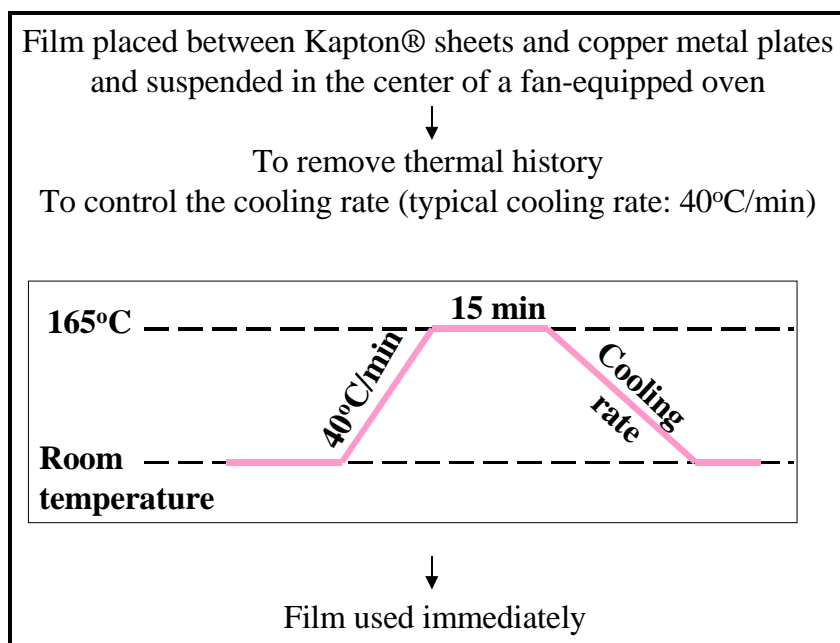 Film placed between Kapton® sheets and copper metal plates
and suspended in the center of a fan-equipped oven
To remove thermal history
To control the cooling rate (typical cooling rate: 40°C/min)
165°C
15 min
40°C/min
Cooling
rate
Room
temperature
Film used immediately